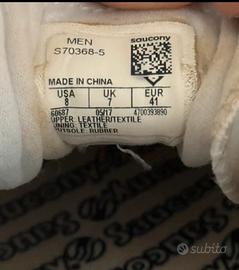 MEN
saucony
S70368-5
MADE IN CHINA
USA UK EUR
8 7 41
60687 05/17 4700393890
UPPER: LEATHER/TEXTILE
LINING: TEXTILE
OUTSOLE: RUBBER
subito